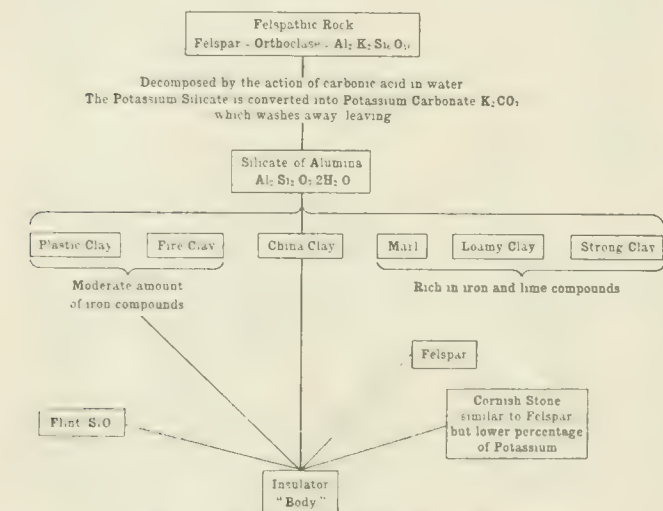 Felspathic Rock
Felspar - Orthoclase - Al₂ K₂ Si₆ O₁₆
Decomposed by the action of carbonic acid in water
The Potassium Silicate is converted into Potassium Carbonate K₂CO₃
which washes away leaving
Silicate of Alumina
Al₂ Si₂ O₇ 2H₂ O
Plastic Clay Fire Clay China Clay Marl Loamy Clay Strong Clay
Moderate amount
of iron compounds
Rich in iron and lime compounds
Felspar
Flint SiO
Cornish Stone
similar to Felspar
but lower percentage
of Potassium
Insulator
"Body"